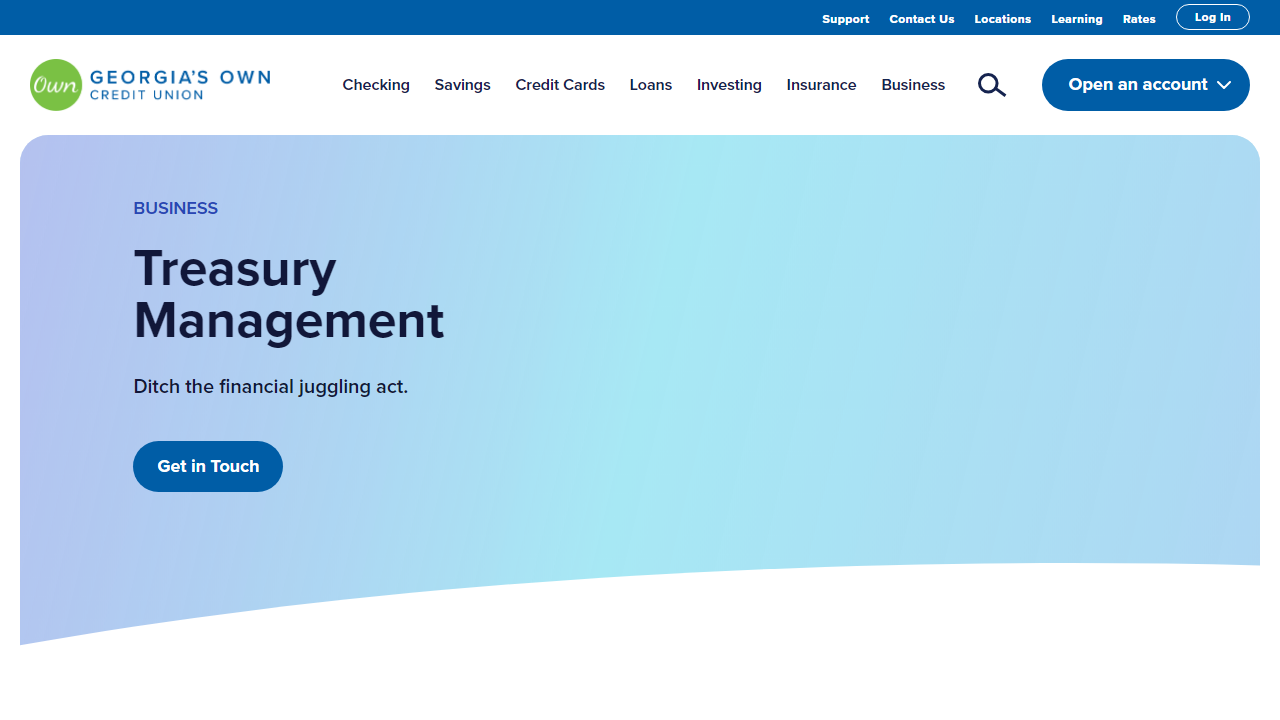 Support Contact Us Locations Learning Rates Log In
Own GEORGIA'S OWN
CREDIT UNION
Checking Savings Credit Cards Loans Investing Insurance Business Open an account
BUSINESS
Treasury
Management
Ditch the financial juggling act.
Get in Touch